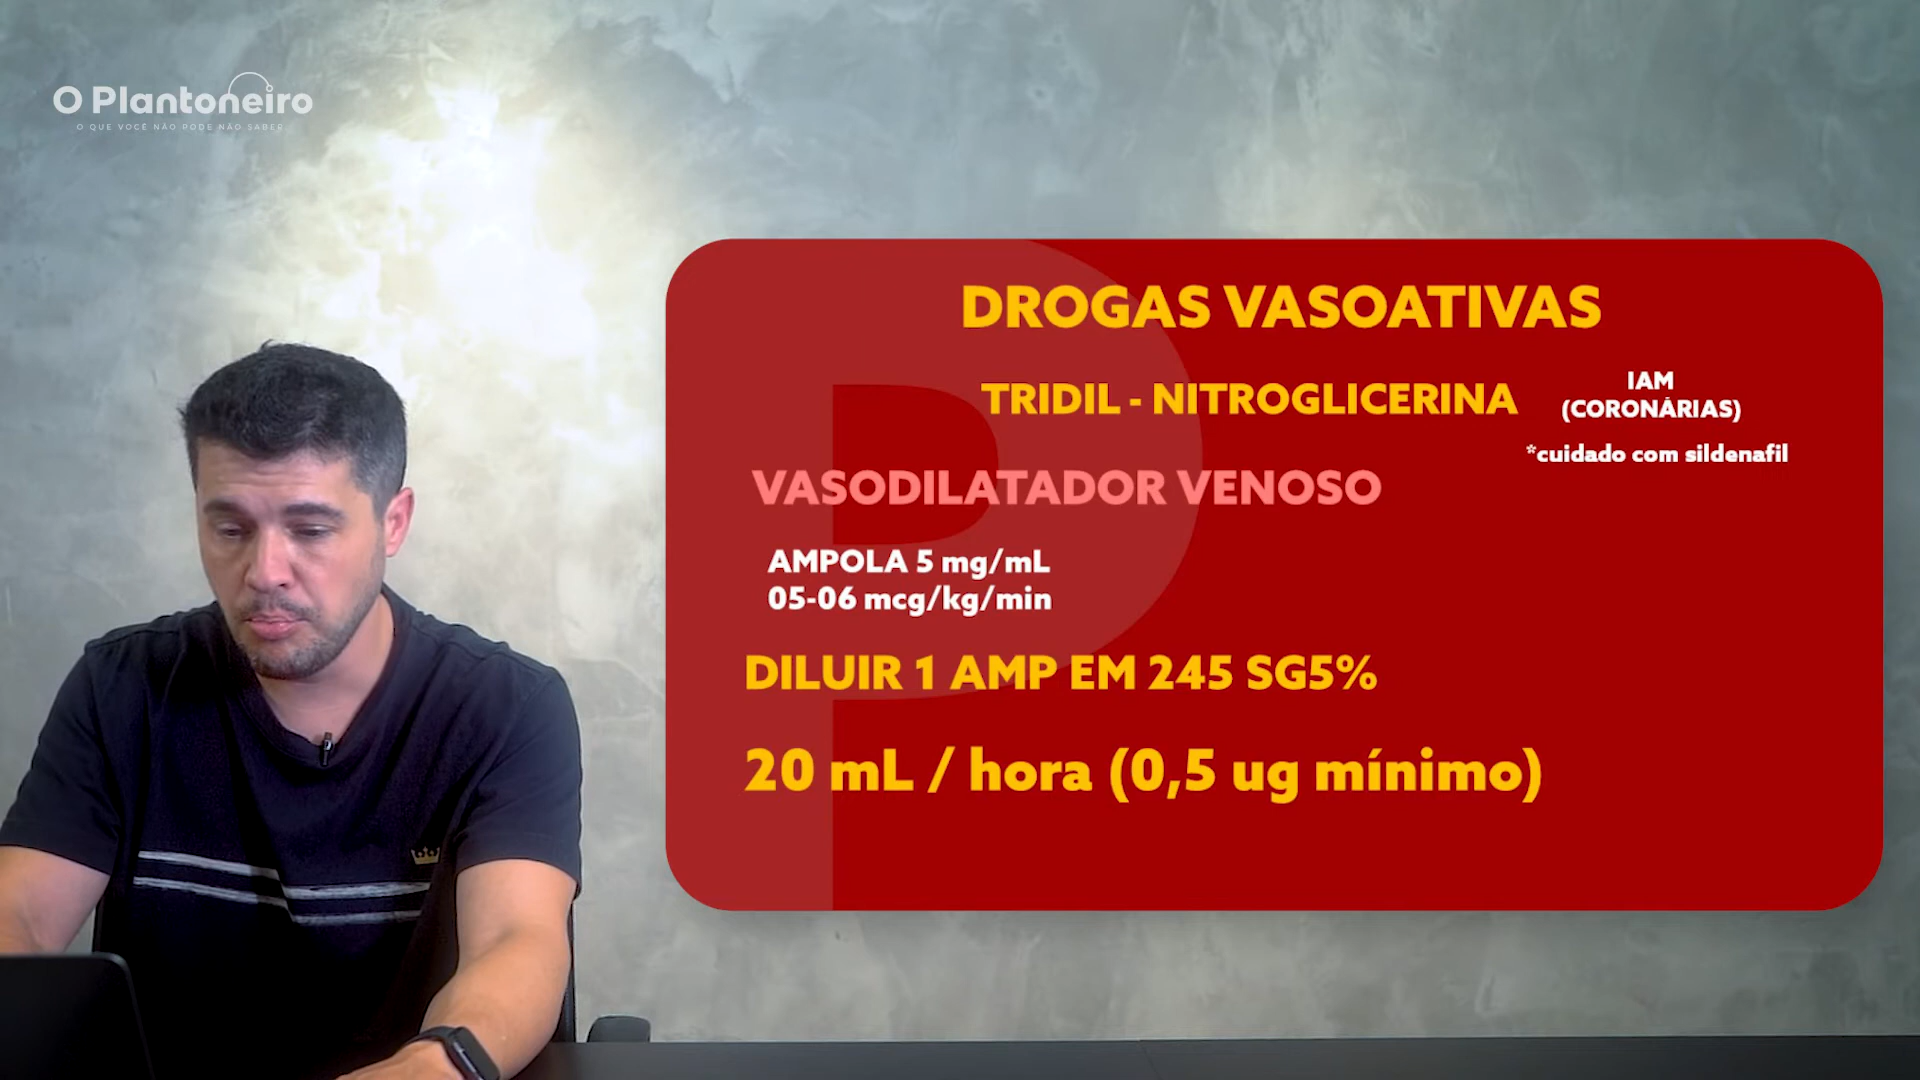 O Plantoneiro
O QUE VOCÊ NÃO PODE NÃO SABER
DROGAS VASOATIVAS
TRIDIL - NITROGLICERINA
IAM
(CORONÁRIAS)
*cuidado com sildenafil
VASODILATADOR VENOSO
AMPOLA 5 mg/mL
05-06 mcg/kg/min
DILUIR 1 AMP EM 245 SG5%
20 mL / hora (0,5 ug mínimo)